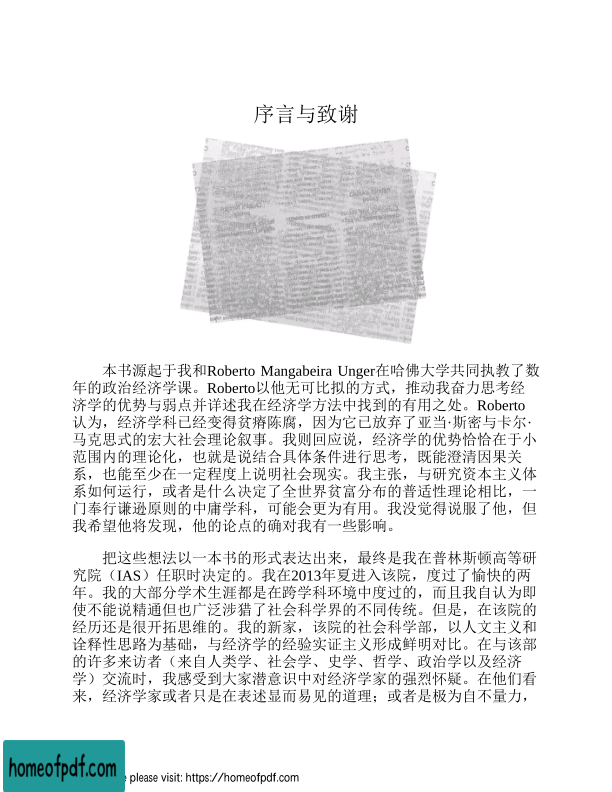 序言与致谢
本书源起于我和Roberto Mangabeira Unger在哈佛大学共同执教了数
年的政治经济学课。Roberto以他无可比拟的方式，推动我奋力思考经
济学的优势与弱点并详述我在经济学方法中找到的有用之处。Roberto
认为，经济学科已经变得贫瘠陈腐，因为它已放弃了亚当·斯密与卡尔·
马克思式的宏大社会理论叙事。我则回应说，经济学的优势恰恰在于小
范围内的理论化，也就是说结合具体条件进行思考，既能澄清因果关
系，也能至少在一定程度上说明社会现实。我主张，与研究资本主义体
系如何运行，或者是什么决定了全世界贫富分布的普适性理论相比，一
门奉行谦逊原则的中庸学科，可能会更为有用。我没觉得说服了他，但
我希望他将发现，他的论点的确对我有一些影响。
把这些想法以一本书的形式表达出来，最终是我在普林斯顿高等研
究院（IAS）任职时决定的。我在2013年夏进入该院，度过了愉快的两
年。我的大部分学术生涯都是在跨学科环境中度过的，而且我自认为即
使不能说精通但也广泛涉猎了社会科学界的不同传统。但是，在该院的
经历还是很开拓思维的。我的新家，该院的社会科学部，以人文主义和
诠释性思路为基础，与经济学的经验实证主义形成鲜明对比。在与该部
的许多来访者（来自人类学、社会学、史学、哲学、政治学以及经济
学）交流时，我感受到大家潜意识中对经济学家的强烈怀疑。在他们看
来，经济学家或者只是在表述显而易见的道理；或者是极为自不量力，
homeofpdf.com
e please visit: https://homeofpdf.com